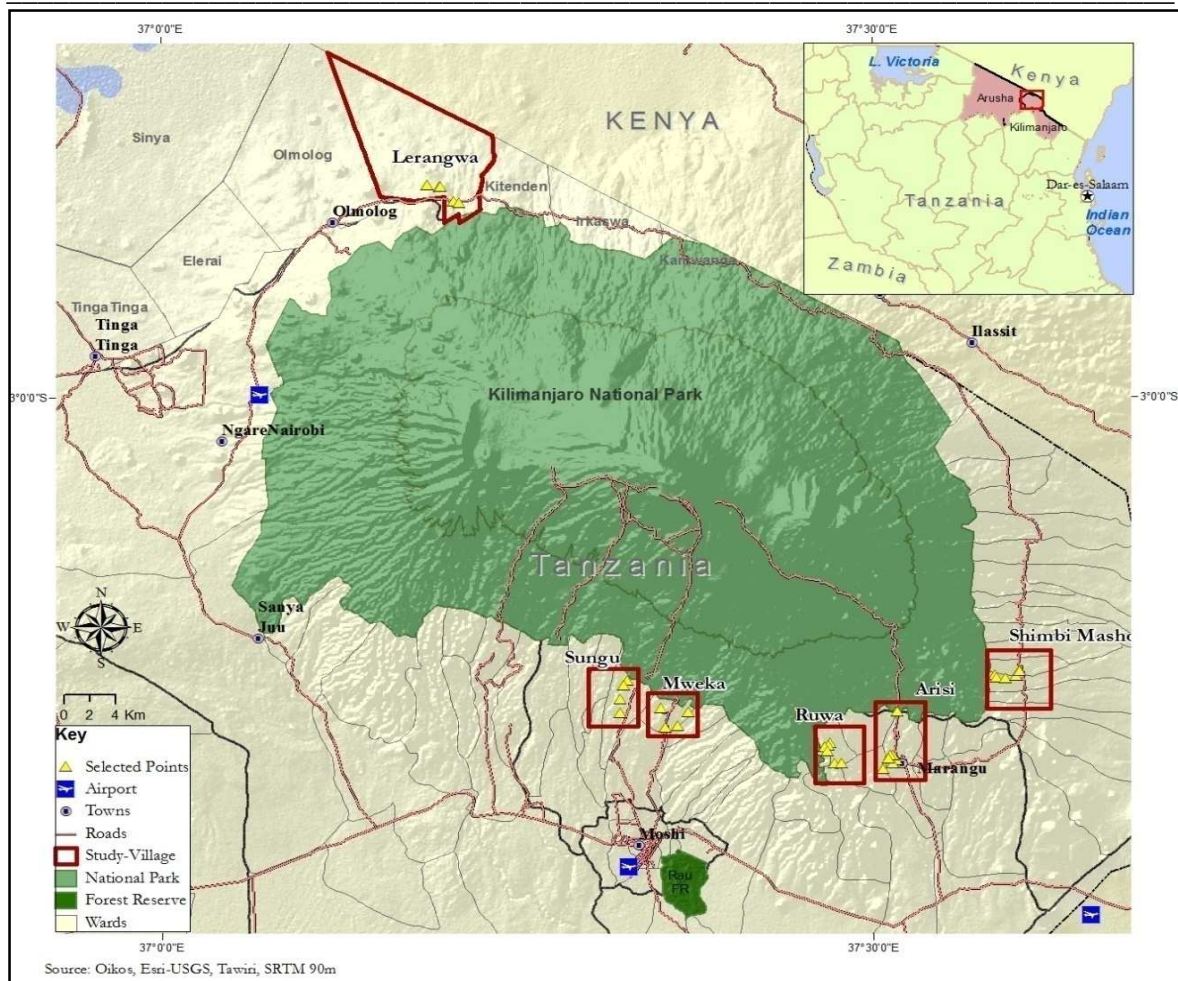 37°0'0"E
37°30'0"E
L. Victoria
Kenya
Arusha
Kilimanjaro
Dar-es-Salaam
Tanzania
Indian
Ocean
Zambia
KENYA
Sinya
Olmolog
Lerangwa
Kitenden
Olmolog
Irkaswa
Kamwanga
Elerai
Tinga Tinga
Tinga
Tinga
Ilassit
3°0'0"S
Kilimanjaro National Park
3°0'0"S
NgareNairobi
Tanzania
N
W
E
S
Sanya
Juu
Shimbi Masho
Sungu
Mweka
Arisi
Ruwa
Marangu
0 2 4 Km
Moshi
Rau
FR
Key
Selected Points
Airport
Towns
Roads
Study-Village
National Park
Forest Reserve
Wards
37°0'0"E
37°30'0"E
Source: Oikos, Esri-USGS, Tawiri, SRTM 90m